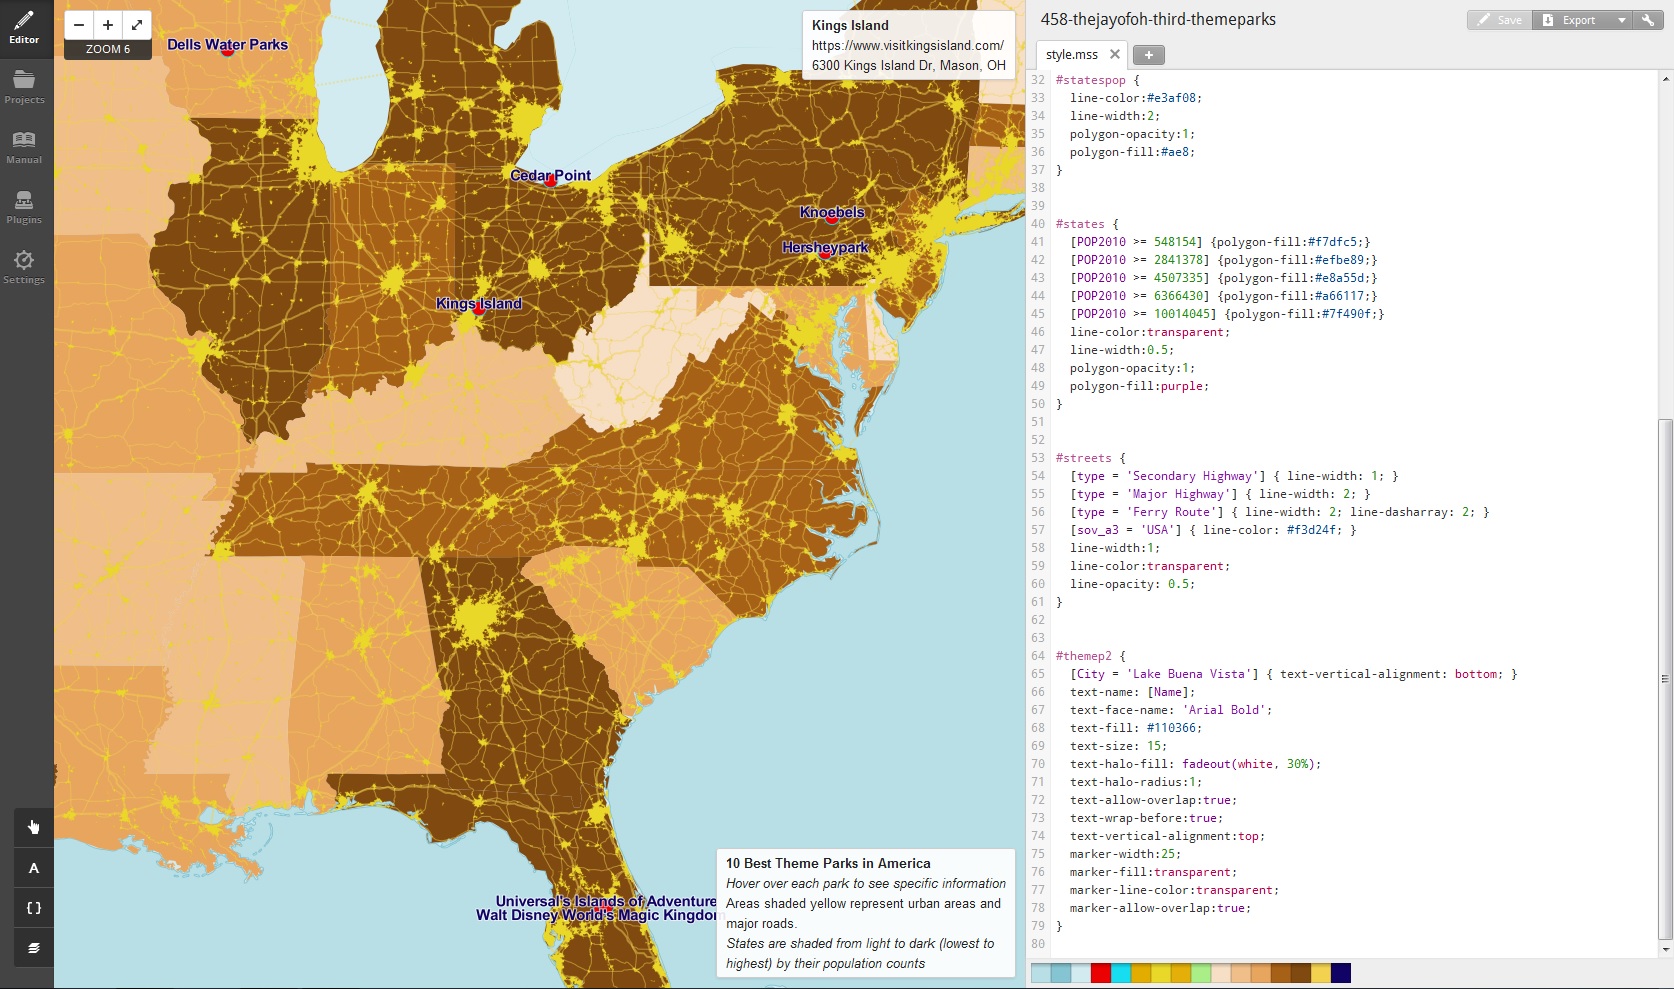 Editor
Projects
Manual
Plugins
Settings
ZOOM 6
A
{ }
Dells Water Parks
Cedar Point
Knoebels
Hersheypark
Kings Island
Universal's Islands of Adventure
Walt Disney World's Magic Kingdom
Kings Island
https://www.visitkingsisland.com/
6300 Kings Island Dr, Mason, OH
10 Best Theme Parks in America
Hover over each park to see specific information
Areas shaded yellow represent urban areas and
major roads.
States are shaded from light to dark (lowest to
highest) by their population counts
458-thejayofoh-third-themeparks
Save
Export
style.mss
32 #statespop {
33 line-color:#e3af08;
34 line-width:2;
35 polygon-opacity:1;
36 polygon-fill:#ae8;
37 }
38
39
40 #states {
41 [POP2010 >= 548154] {polygon-fill:#f7dfc5;}
42 [POP2010 >= 2841378] {polygon-fill:#efbe89;}
43 [POP2010 >= 4507335] {polygon-fill:#e8a55d;}
44 [POP2010 >= 6366430] {polygon-fill:#a66117;}
45 [POP2010 >= 10014045] {polygon-fill:#7f490f;}
46 line-color:transparent;
47 line-width:0.5;
48 polygon-opacity:1;
49 polygon-fill:purple;
50 }
51
52
53 #streets {
54 [type = 'Secondary Highway'] { line-width: 1; }
55 [type = 'Major Highway'] { line-width: 2; }
56 [type = 'Ferry Route'] { line-width: 2; line-dasharray: 2; }
57 [sov_a3 = 'USA'] { line-color: #f3d24f; }
58 line-width:1;
59 line-color:transparent;
60 line-opacity: 0.5;
61 }
62
63
64 #themep2 {
65 [City = 'Lake Buena Vista'] { text-vertical-alignment: bottom; }
66 text-name: [Name];
67 text-face-name: 'Arial Bold';
68 text-fill: #110366;
69 text-size: 15;
70 text-halo-fill: fadeout(white, 30%);
71 text-halo-radius:1;
72 text-allow-overlap:true;
73 text-wrap-before:true;
74 text-vertical-alignment:top;
75 marker-width:25;
76 marker-fill:transparent;
77 marker-line-color:transparent;
78 marker-allow-overlap:true;
79 }
80